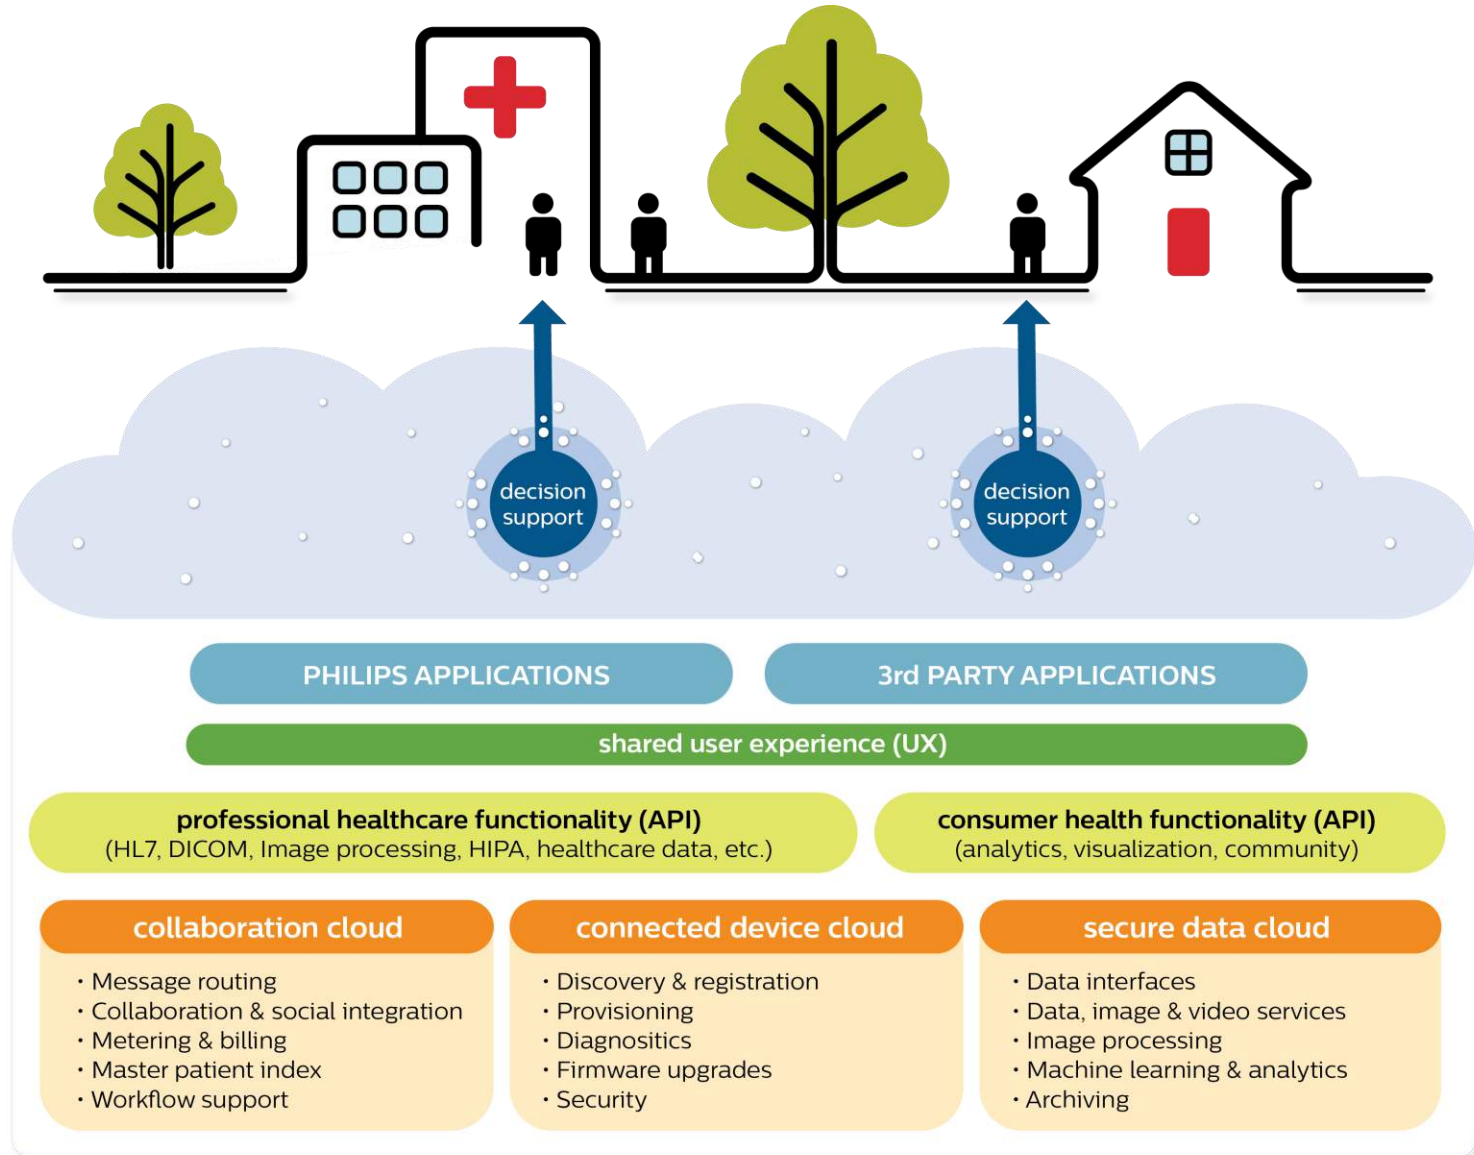 decision
support
decision
support
PHILIPS APPLICATIONS
3rd PARTY APPLICATIONS
shared user experience (UX)
professional healthcare functionality (API)
(HL7, DICOM, Image processing, HIPA, healthcare data, etc.)
consumer health functionality (API)
(analytics, visualization, community)
collaboration cloud
· Message routing
· Collaboration & social integration
· Metering & billing
· Master patient index
· Workflow support
connected device cloud
· Discovery & registration
· Provisioning
· Diagnositics
· Firmware upgrades
· Security
secure data cloud
· Data interfaces
· Data, image & video services
· Image processing
· Machine learning & analytics
· Archiving